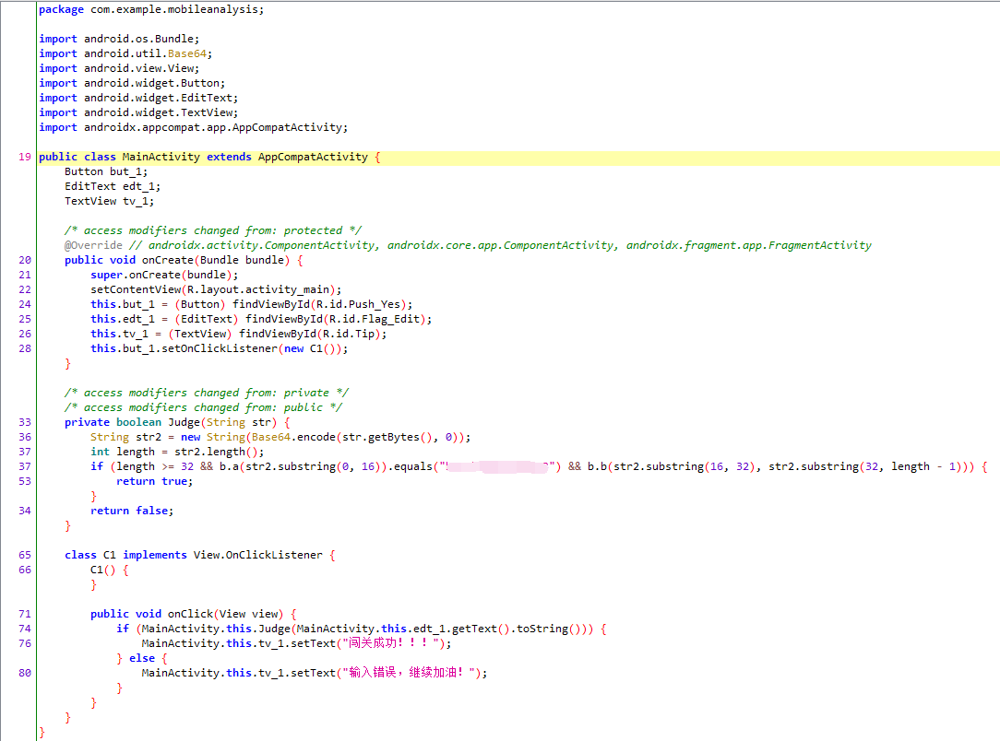 package com.example.mobileanalysis;
import android.os.Bundle;
import android.util.Base64;
import android.view.View;
import android.widget.Button;
import android.widget.EditText;
import android.widget.TextView;
import androidx.appcompat.app.AppCompatActivity;
19 public class MainActivity extends AppCompatActivity {
Button but_1;
EditText edt_1;
TextView tv_1;
/* access modifiers changed from: protected */
@Override // androidx.activity.ComponentActivity, androidx.core.app.ComponentActivity, androidx.fragment.app.FragmentActivity
20 public void onCreate(Bundle bundle) {
21 super.onCreate(bundle);
22 setContentView(R.layout.activity_main);
24 this.but_1 = (Button) findViewById(R.id.Push_Yes);
25 this.edt_1 = (EditText) findViewById(R.id.Flag_Edit);
26 this.tv_1 = (TextView) findViewById(R.id.Tip);
28 this.but_1.setOnClickListener(new C1());
}
/* access modifiers changed from: private */
/* access modifiers changed from: public */
33 private boolean Judge(String str) {
36 String str2 = new String(Base64.encode(str.getBytes(), 0));
37 int length = str2.length();
37 if (length >= 32 && b.a(str2.substring(0, 16)).equals("") && b.b(str2.substring(16, 32), str2.substring(32, length - 1))) {
53 return true;
}
34 return false;
}
65 class C1 implements View.OnClickListener {
66 C1() {
}
71 public void onClick(View view) {
74 if (MainActivity.this.Judge(MainActivity.this.edt_1.getText().toString())) {
76 MainActivity.this.tv_1.setText("闯关成功！！！");
} else {
80 MainActivity.this.tv_1.setText("输入错误，继续加油！");
}
}
}
}